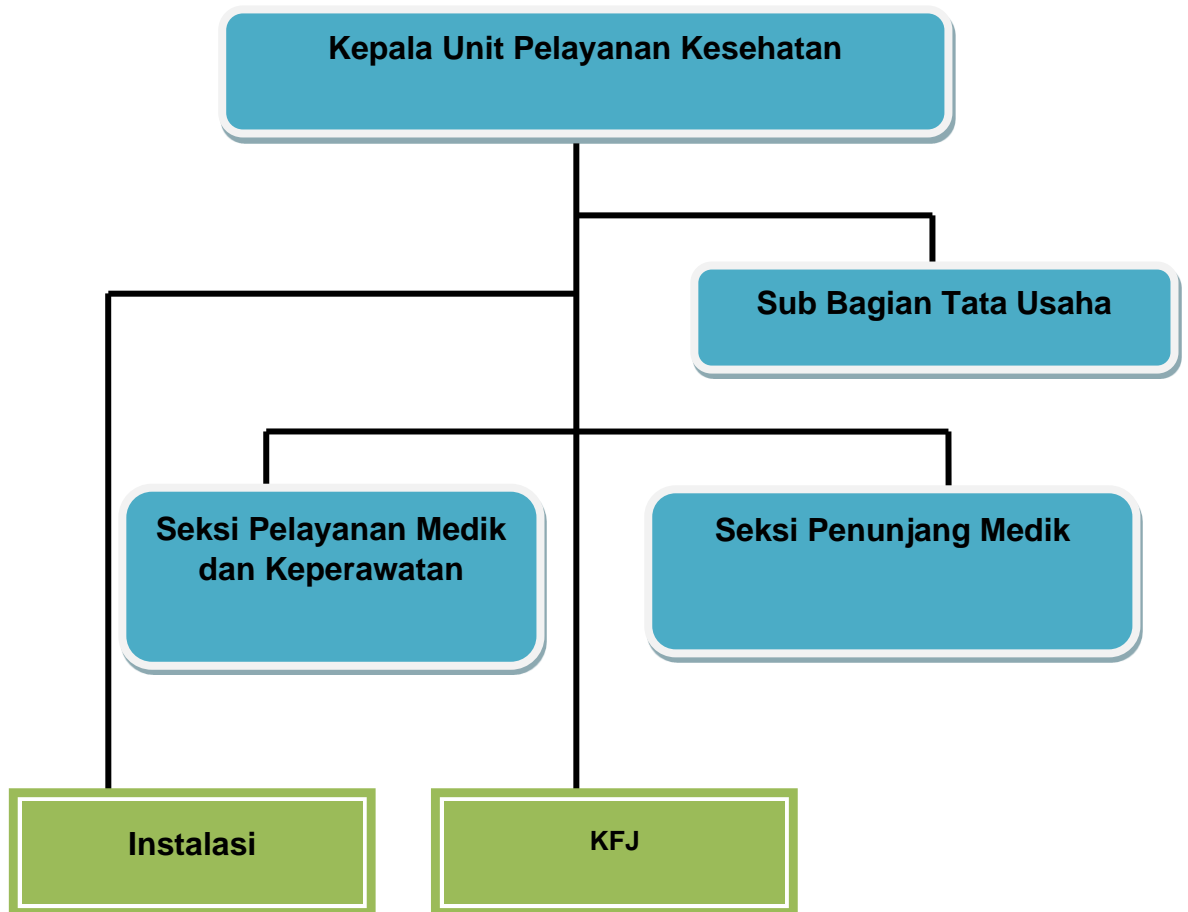 Kepala Unit Pelayanan Kesehatan
Sub Bagian Tata Usaha
Seksi Pelayanan Medik
dan Keperawatan
Seksi Penunjang Medik
Instalasi
KFJ